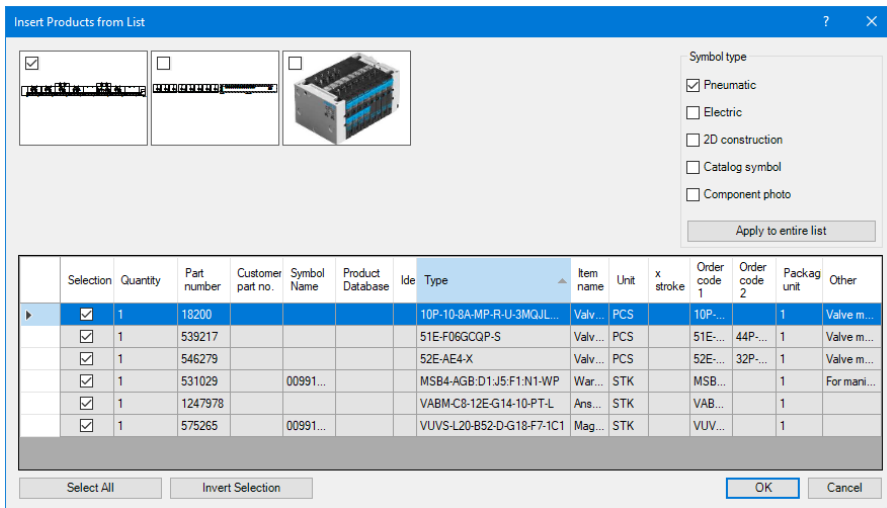 Insert Products from List
Symbol type
Pneumatic
Electric
2D construction
Catalog symbol
Component photo
Apply to entire list
Selection Quantity Part number Customer part no. Symbol Name Product Database Ide Type Item name Unit x stroke Order code 1 Order code 2 Packag unit Other
1 18200 10P-10-8A-MP-R-U-3MQJL... Valv... PCS 10P-... 1 Valve m...
1 539217 51E-F06GCQP-S Valv... PCS 51E-... 44P-... 1 Valve m...
1 546279 52E-AE4-X Valv... PCS 52E-... 32P-... 1 Valve m...
1 531029 00991... MSB4-AGB:D1:J5:F1:N1-WP War... STK MSB... 1 For mani...
1 1247978 VABM-C8-12E-G14-10-PT-L Ans... STK VAB... 1
1 575265 00991... VUVS-L20-B52-D-G18-F7-1C1 Mag... STK VUV... 1
Select All Invert Selection OK Cancel